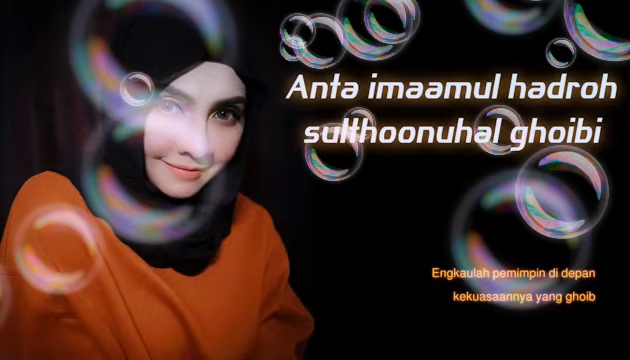 Anta imaamul hadroh
sulthoonuhal ghoibi
Engkaulah pemimpin di depan
kekuasaannya yang ghoib